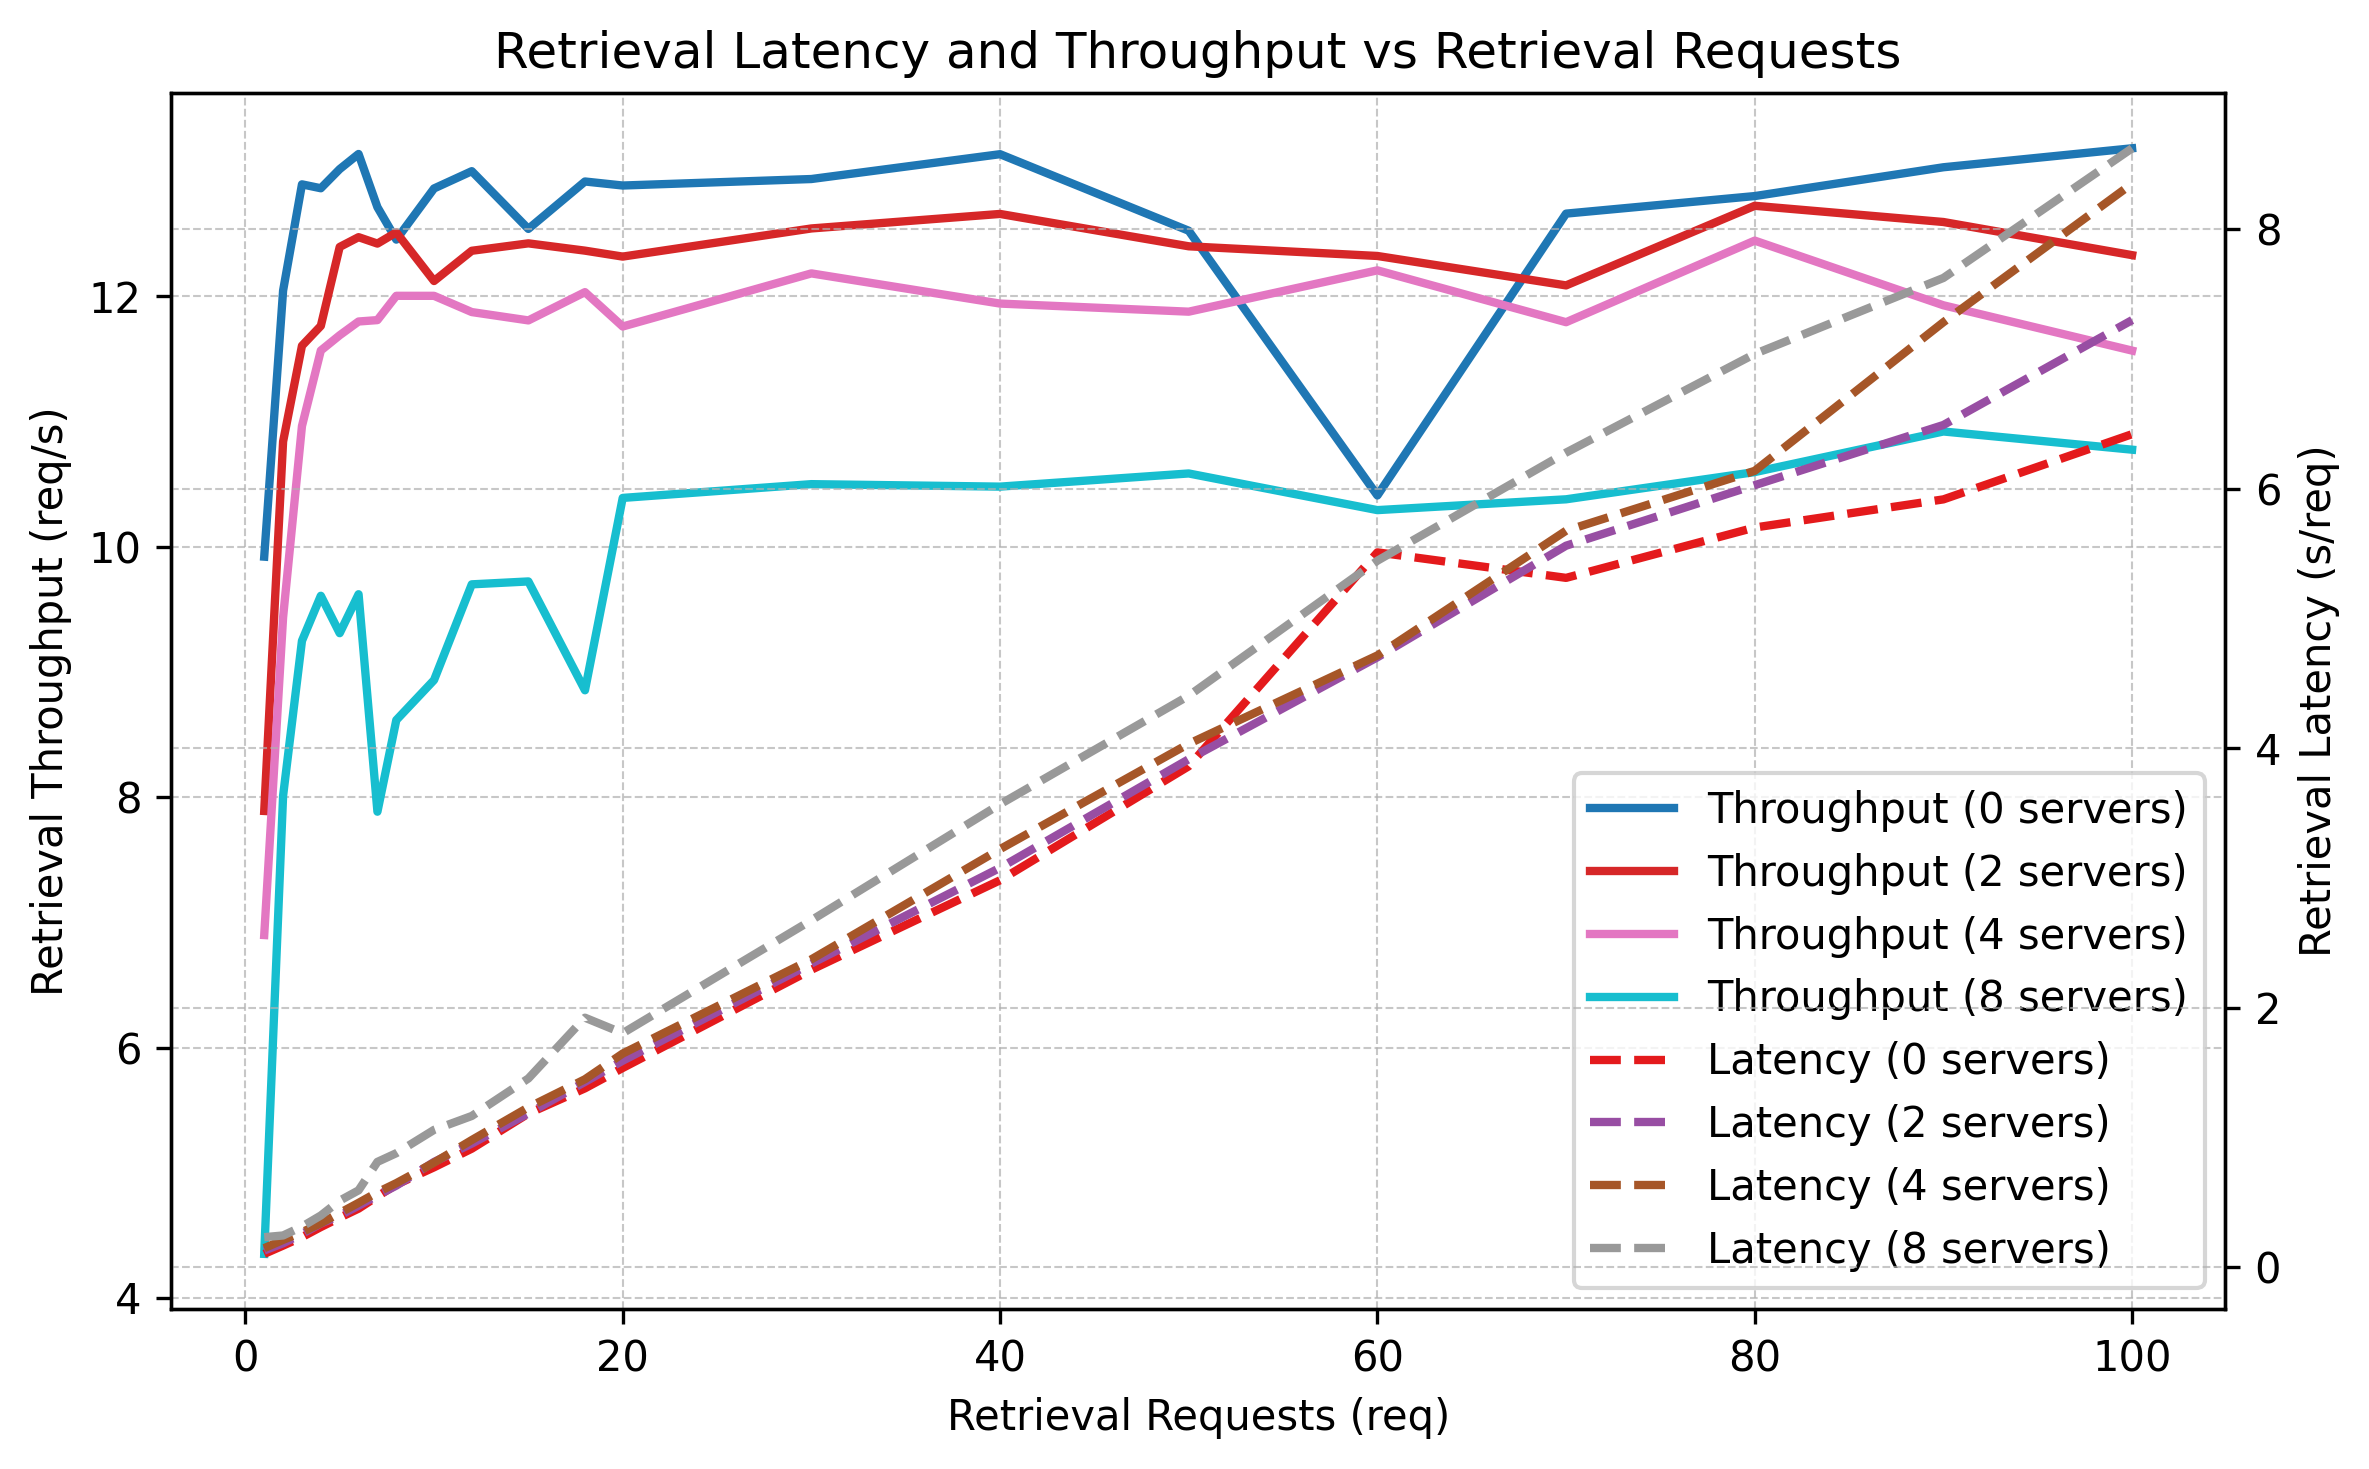 Retrieval Latency and Throughput vs Retrieval Requests
Retrieval Throughput (req/s)
12
10
8
6
4
8
6
4
2
0
Retrieval Latency (s/req)
Throughput (0 servers)
Throughput (2 servers)
Throughput (4 servers)
Throughput (8 servers)
Latency (0 servers)
Latency (2 servers)
Latency (4 servers)
Latency (8 servers)
0 20 40 60 80 100
Retrieval Requests (req)